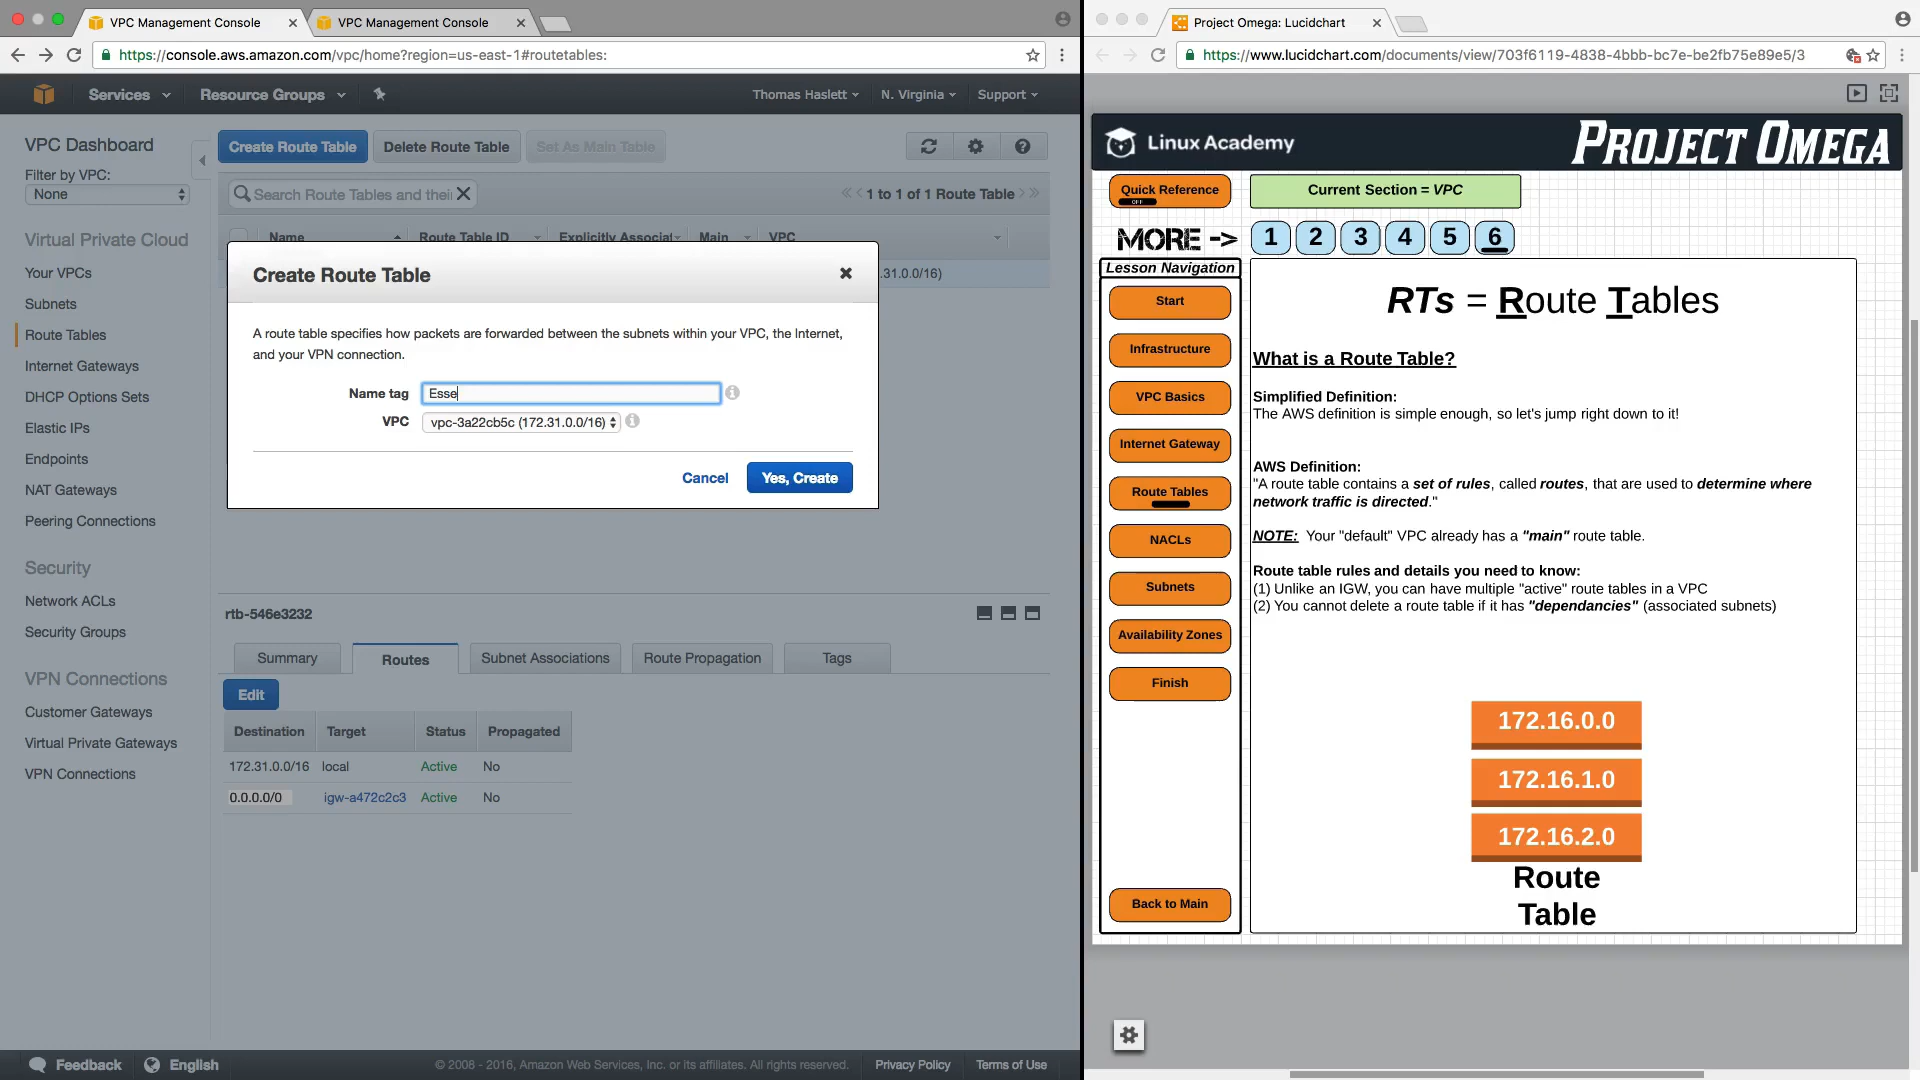 VPC Management Console
VPC Management Console
https://console.aws.amazon.com/vpc/home?region=us-east-1#routetables:
Services
Resource Groups
Thomas Haslett
N. Virginia
Support
VPC Dashboard
Filter by VPC:
None
Virtual Private Cloud
Your VPCs
Subnets
Route Tables
Internet Gateways
DHCP Options Sets
Elastic IPs
Endpoints
NAT Gateways
Peering Connections
Security
Network ACLs
Security Groups
VPN Connections
Customer Gateways
Virtual Private Gateways
VPN Connections
Create Route Table
Delete Route Table
Set As Main Table
Search Route Tables and thei
1 to 1 of 1 Route Table
Name
Route Table ID
Explicitly Associat
Main
VPC
.31.0.0/16)
Create Route Table
A route table specifies how packets are forwarded between the subnets within your VPC, the Internet,
and your VPN connection.
Name tag
Esse
VPC
vpc-3a22cb5c (172.31.0.0/16)
Cancel
Yes, Create
rtb-546e3232
Summary
Routes
Subnet Associations
Route Propagation
Tags
Edit
Destination Target Status Propagated
172.31.0.0/16 local Active No
0.0.0.0/0 igw-a472c2c3 Active No
Feedback
English
© 2008 - 2016, Amazon Web Services, Inc. or its affiliates. All rights reserved.
Privacy Policy
Terms of Use
Project Omega: Lucidchart
https://www.lucidchart.com/documents/view/703f6119-4838-4bbb-bc7e-be2fb75e89e5/3
Linux Academy
PROJECT OMEGA
Quick Reference
OFF
Current Section = VPC
MORE ->
1
2
3
4
5
6
Lesson Navigation
Start
Infrastructure
VPC Basics
Internet Gateway
Route Tables
NACLs
Subnets
Availability Zones
Finish
Back to Main
RTs = Route Tables
What is a Route Table?
Simplified Definition:
The AWS definition is simple enough, so let's jump right down to it!
AWS Definition:
"A route table contains a set of rules, called routes, that are used to determine where
network traffic is directed."
NOTE: Your "default" VPC already has a "main" route table.
Route table rules and details you need to know:
(1) Unlike an IGW, you can have multiple "active" route tables in a VPC
(2) You cannot delete a route table if it has "dependancies" (associated subnets)
172.16.0.0
172.16.1.0
172.16.2.0
Route
Table